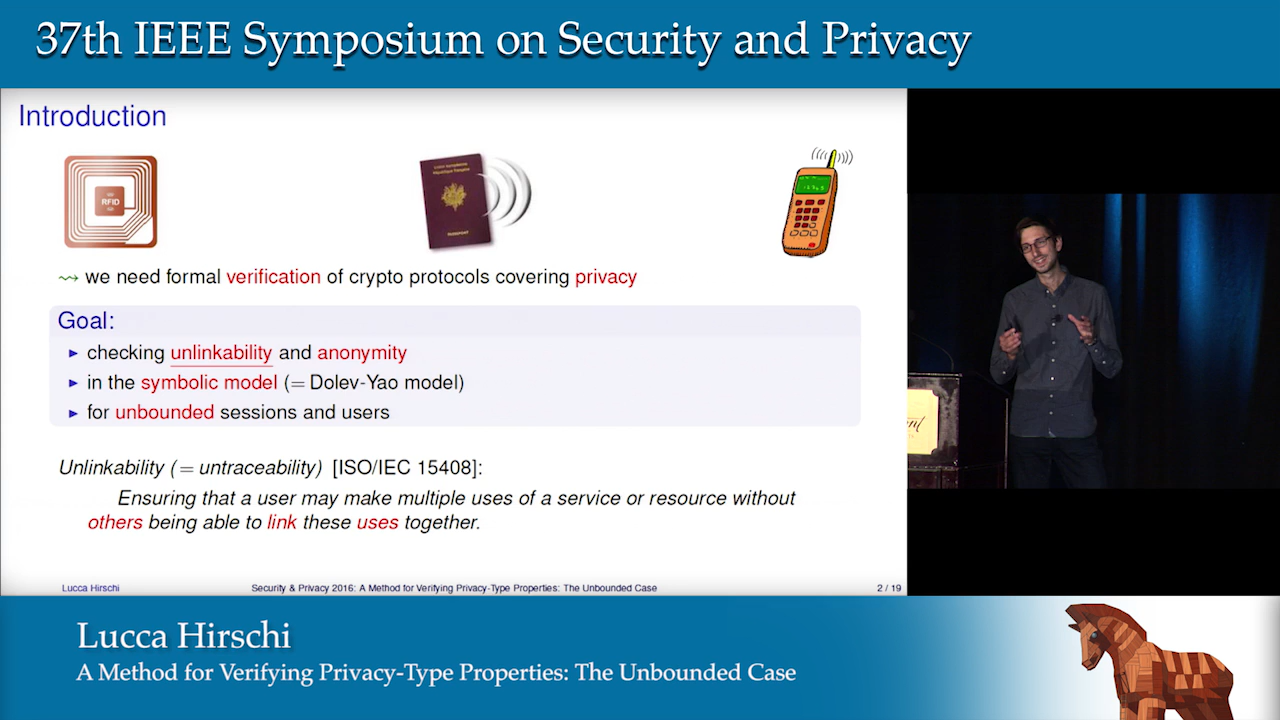 37th IEEE Symposium on Security and Privacy
Introduction
RFID
PASSEPORT
⇝ we need formal verification of crypto protocols covering privacy
Goal:
▶ checking unlinkability and anonymity
▶ in the symbolic model (= Dolev-Yao model)
▶ for unbounded sessions and users
Unlinkability (= untraceability) [ISO/IEC 15408]:
Ensuring that a user may make multiple uses of a service or resource without
others being able to link these uses together.
Lucca Hirschi Security & Privacy 2016: A Method for Verifying Privacy-Type Properties: The Unbounded Case 2 / 19
Lucca Hirschi
A Method for Verifying Privacy-Type Properties: The Unbounded Case